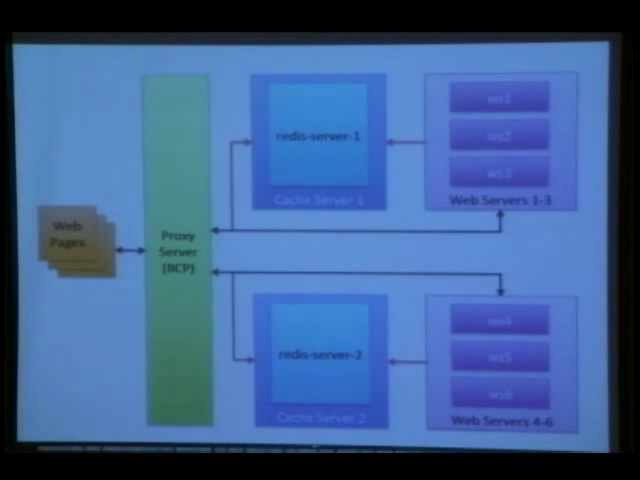 Web
Pages
Proxy
Server
(BCP)
redis-server-1
Cache Server 1
ws1
ws2
ws3
Web Servers 1-3
redis-server-2
Cache Server 2
ws4
ws5
ws6
Web Servers 4-6